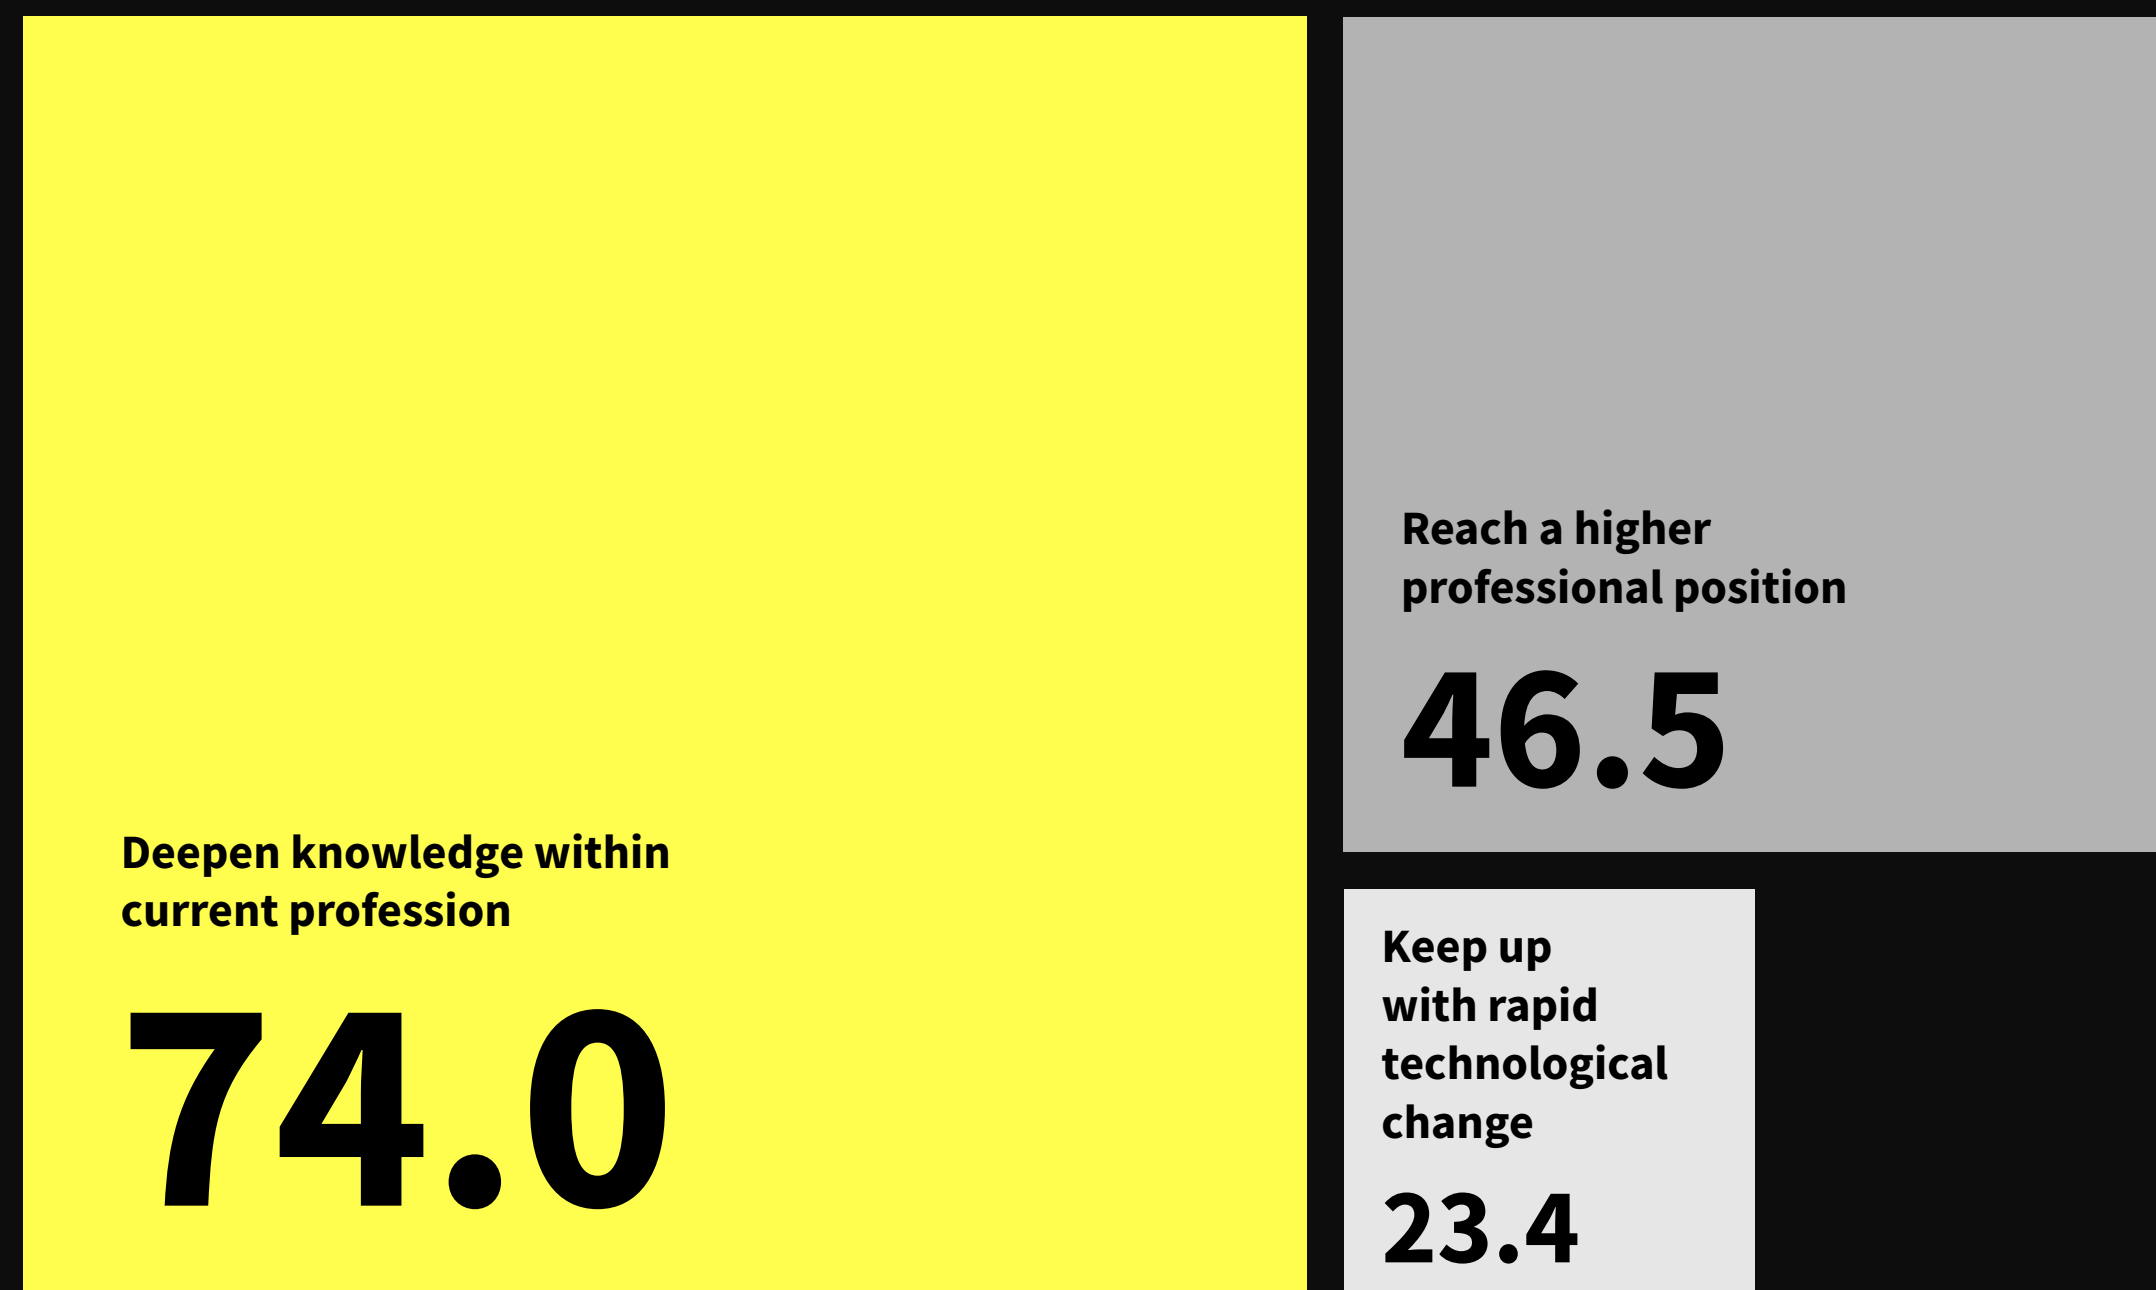 Deepen knowledge within
current profession
74.0
Reach a higher
professional position
46.5
Keep up
with rapid
technological
change
23.4